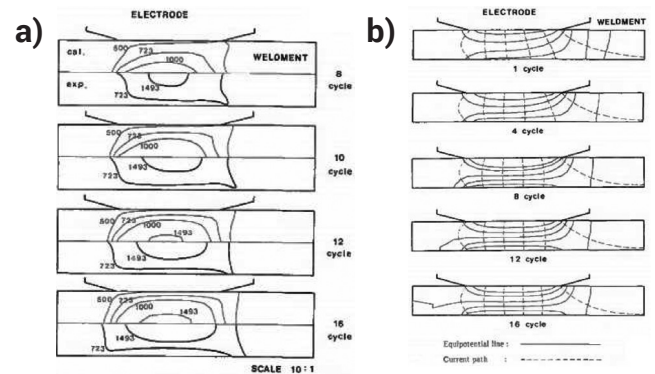 a)
ELECTRODE
cal.
500
723
1000
WELDMENT
exp.
723
1493
8
cycle
500
723
1000
1493
723
10
cycle
500
723
1000
1493
1493
723
12
cycle
500
723
1000
1493
1493
723
16
cycle
SCALE 10:1
b)
ELECTRODE
WELDMENT
1 cycle
4 cycle
8 cycle
12 cycle
16 cycle
Equipotential line :
Current path :